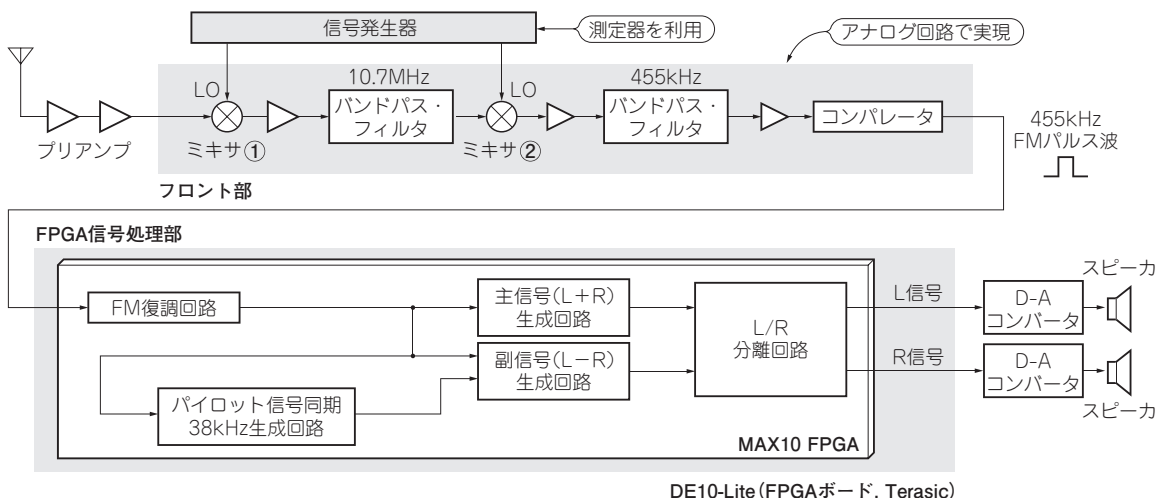 信号発生器
測定器を利用
アナログ回路で実現
LO
10.7MHz
LO
455kHz
バンドパス・
フィルタ
バンドパス・
フィルタ
コンパレータ
プリアンプ
ミキサ①
ミキサ②
455kHz
FMパルス波
フロント部
FPGA信号処理部
FM復調回路
主信号(L+R)
生成回路
副信号(L−R)
生成回路
パイロット信号同期
38kHz生成回路
L/R
分離回路
MAX10 FPGA
L信号
R信号
D-A
コンバータ
D-A
コンバータ
スピーカ
スピーカ
DE10-Lite(FPGAボード, Terasic)